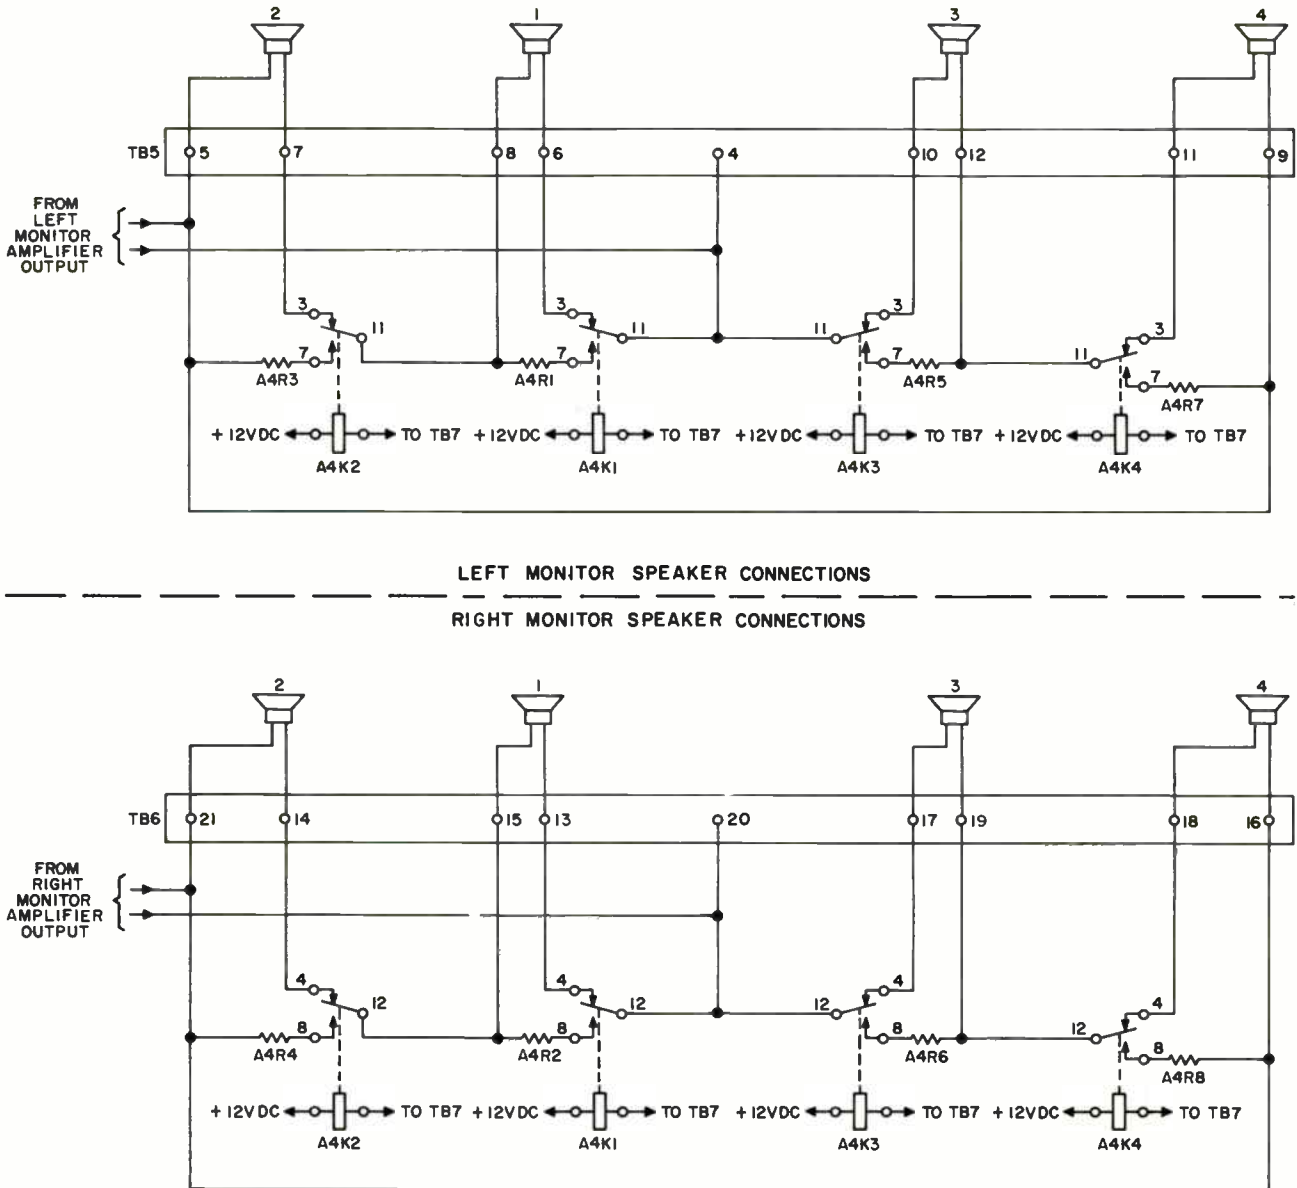 2 1 3 4
TB5 5 7 8 6 4 10 12 11 9
FROM
LEFT
MONITOR
AMPLIFIER
OUTPUT
3 11 3 11 11 3 11 3
A4R3 7 A4R1 7 7 A4R5 7 A4R7
+12VDC TO TB7 +12VDC TO TB7 +12VDC TO TB7 +12VDC TO TB7
A4K2 A4K1 A4K3 A4K4
LEFT MONITOR SPEAKER CONNECTIONS
RIGHT MONITOR SPEAKER CONNECTIONS
2 1 3 4
TB6 21 14 15 13 20 17 19 18 16
FROM
RIGHT
MONITOR
AMPLIFIER
OUTPUT
4 12 4 12 12 4 12 4
A4R4 8 A4R2 8 8 A4R6 8 A4R8
+12VDC TO TB7 +12VDC TO TB7 +12VDC TO TB7 +12VDC TO TB7
A4K2 A4K1 A4K3 A4K4